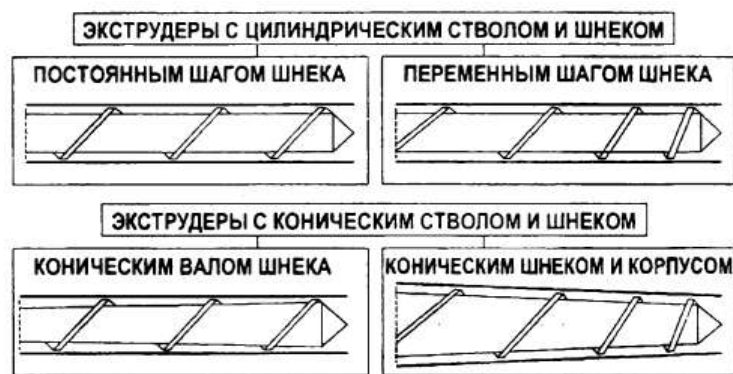 ЭКСТРУДЕРЫ С ЦИЛИНДРИЧЕСКИМ СТВОЛОМ И ШНЕКОМ
ПОСТОЯННЫМ ШАГОМ ШНЕКА
ПЕРЕМЕННЫМ ШАГОМ ШНЕКА
ЭКСТРУДЕРЫ С КОНИЧЕСКИМ СТВОЛОМ И ШНЕКОМ
КОНИЧЕСКИМ ВАЛОМ ШНЕКА
КОНИЧЕСКИМ ШНЕКОМ И КОРПУСОМ